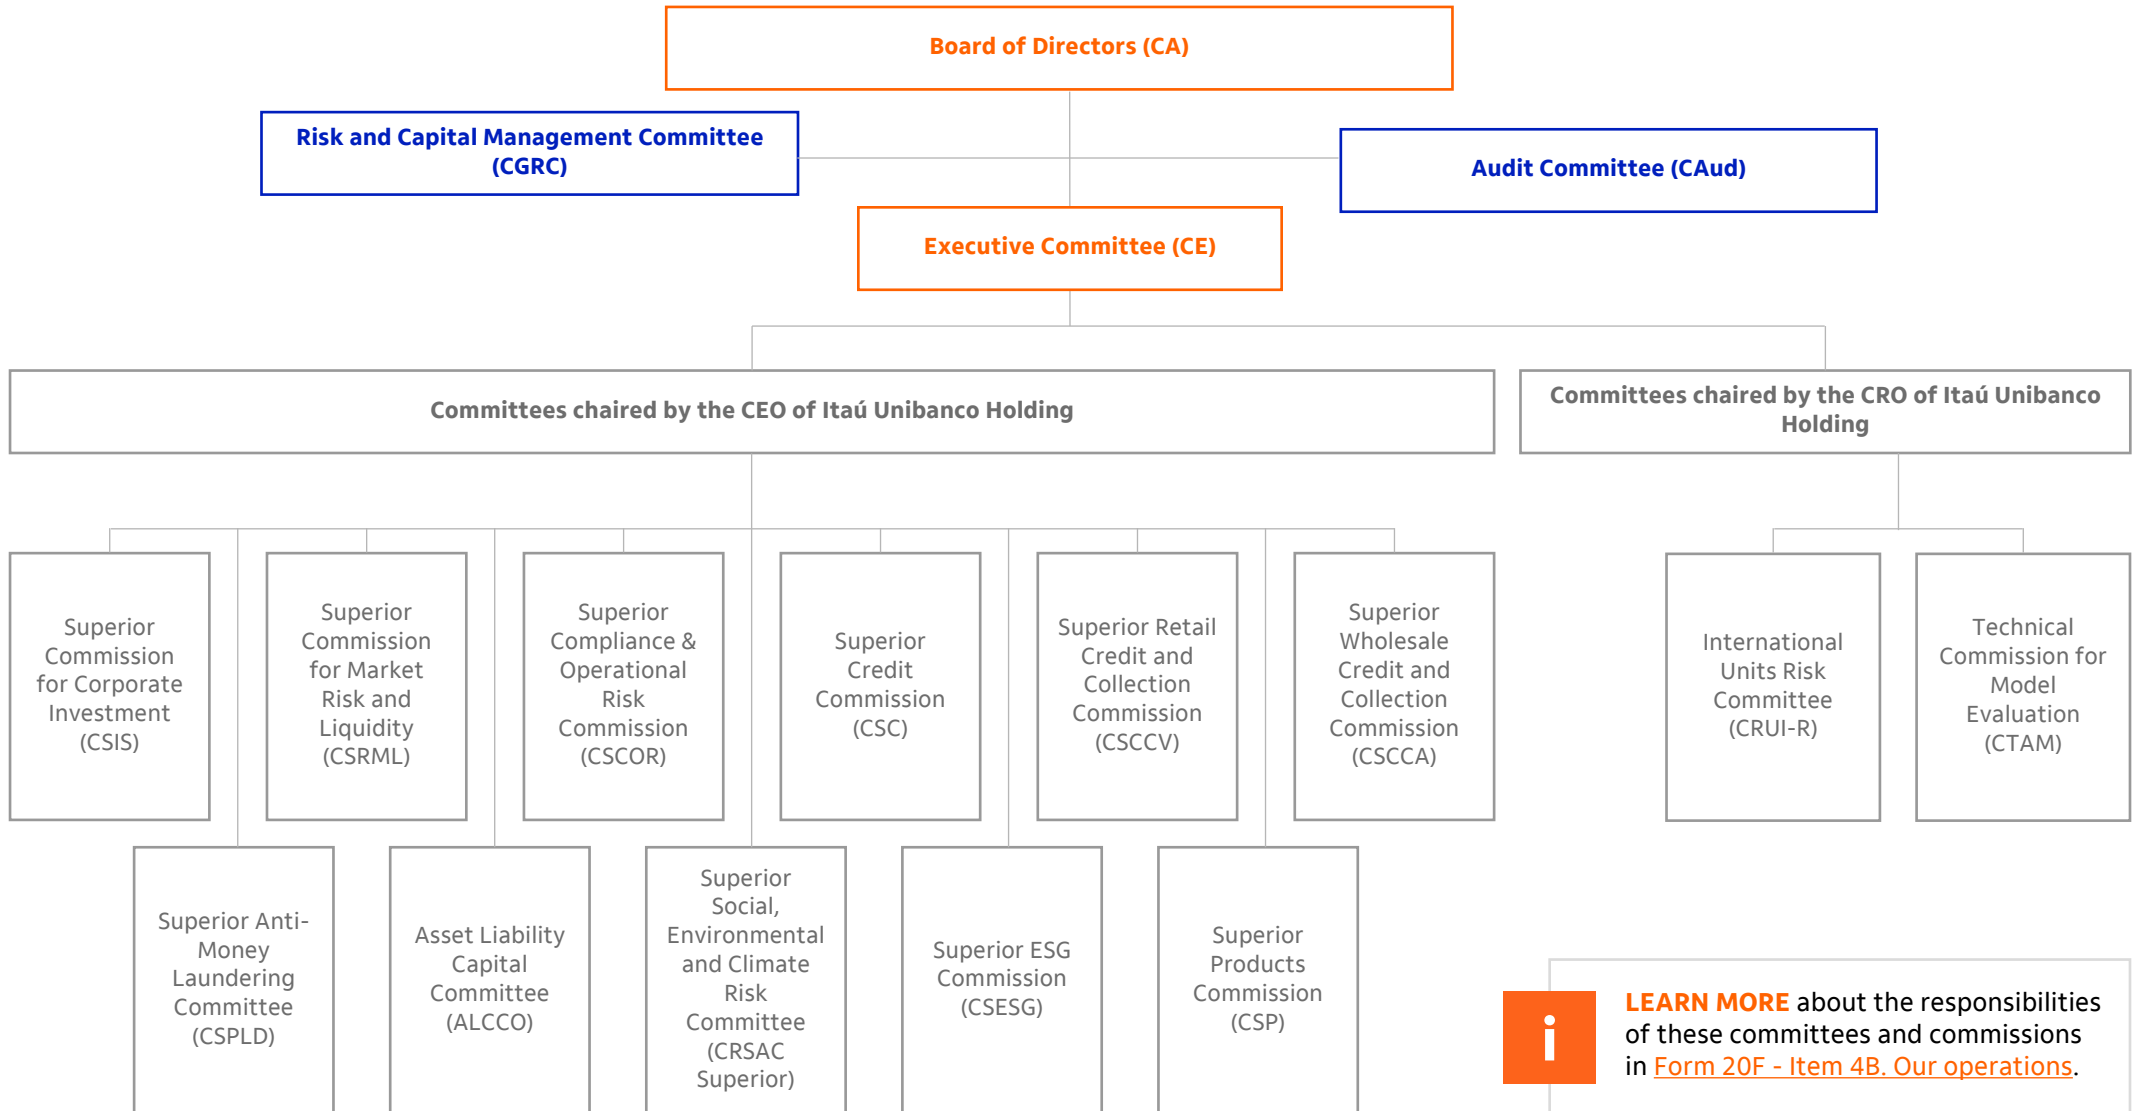 Board of Directors (CA)
Risk and Capital Management Committee
(CGRC)
Audit Committee (CAud)
Executive Committee (CE)
Committees chaired by the CEO of Itaú Unibanco Holding
Committees chaired by the CRO of Itaú Unibanco
Holding
Superior
Commission
for Corporate
Investment
(CSIS)
Superior
Commission
for Market
Risk and
Liquidity
(CSRML)
Superior
Compliance &
Operational
Risk
Commission
(CSCOR)
Superior
Credit
Commission
(CSC)
Superior Retail
Credit and
Collection
Commission
(CSCCV)
Superior
Wholesale
Credit and
Collection
Commission
(CSCCA)
International
Units Risk
Committee
(CRUI-R)
Technical
Commission for
Model
Evaluation
(CTAM)
Superior Anti-
Money
Laundering
Committee
(CSPLD)
Asset Liability
Capital
Committee
(ALCCO)
Superior
Social,
Environmental
and Climate
Risk
Committee
(CRSAC
Superior)
Superior ESG
Commission
(CSESG)
Superior
Products
Commission
(CSP)
i
LEARN MORE about the responsibilities
of these committees and commissions
in Form 20F - Item 4B. Our operations.